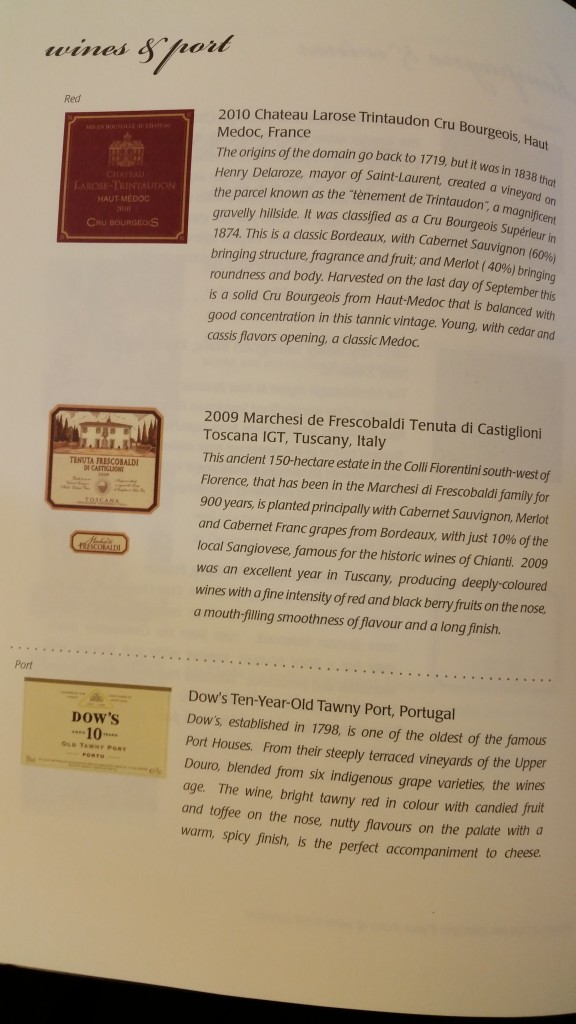 wines & port
Red
MIS EN BOUTEILLE AU CHATEAU
CHATEAU
LAROSE-TRINTAUDON
HAUT-MÉDOC
2010
CRU BOURGEOIS
2010 Chateau Larose Trintaudon Cru Bourgeois, Haut
Medoc, France
The origins of the domain go back to 1719, but it was in 1838 that
Henry Delaroze, mayor of Saint-Laurent, created a vineyard on
the parcel known as the "tènement de Trintaudon", a magnificent
gravelly hillside. It was classified as a Cru Bourgeois Supérieur in
1874. This is a classic Bordeaux, with Cabernet Sauvignon (60%)
bringing structure, fragrance and fruit; and Merlot ( 40%) bringing
roundness and body. Harvested on the last day of September this
is a solid Cru Bourgeois from Haut-Medoc that is balanced with
good concentration in this tannic vintage. Young, with cedar and
cassis flavors opening, a classic Medoc.
TENUTA FRESCOBALDI
DI CASTIGLIONI
2009
TOSCANA
FRESCOBALDI
2009 Marchesi de Frescobaldi Tenuta di Castiglioni
Toscana IGT, Tuscany, Italy
This ancient 150-hectare estate in the Colli Florentini south-west of
Florence, that has been in the Marchesi di Frescobaldi family for
900 years, is planted principally with Cabernet Sauvignon, Merlot
and Cabernet Franc grapes from Bordeaux, with just 10% of the
local Sangiovese, famous for the historic wines of Chianti. 2009
was an excellent year in Tuscany, producing deeply-coloured
wines with a fine intensity of red and black berry fruits on the nose,
a mouth-filling smoothness of flavour and a long finish.
Port
DOW'S
AGED 10 YEARS
OLD TAWNY PORT
PORTO
Dow's Ten-Year-Old Tawny Port, Portugal
Dow's, established in 1798, is one of the oldest of the famous
Port Houses. From their steeply terraced vineyards of the Upper
Douro, blended from six indigenous grape varieties, the wines
age. The wine, bright tawny red in colour with candied fruit
and toffee on the nose, nutty flavours on the palate with a
warm, spicy finish, is the perfect accompaniment to cheese.